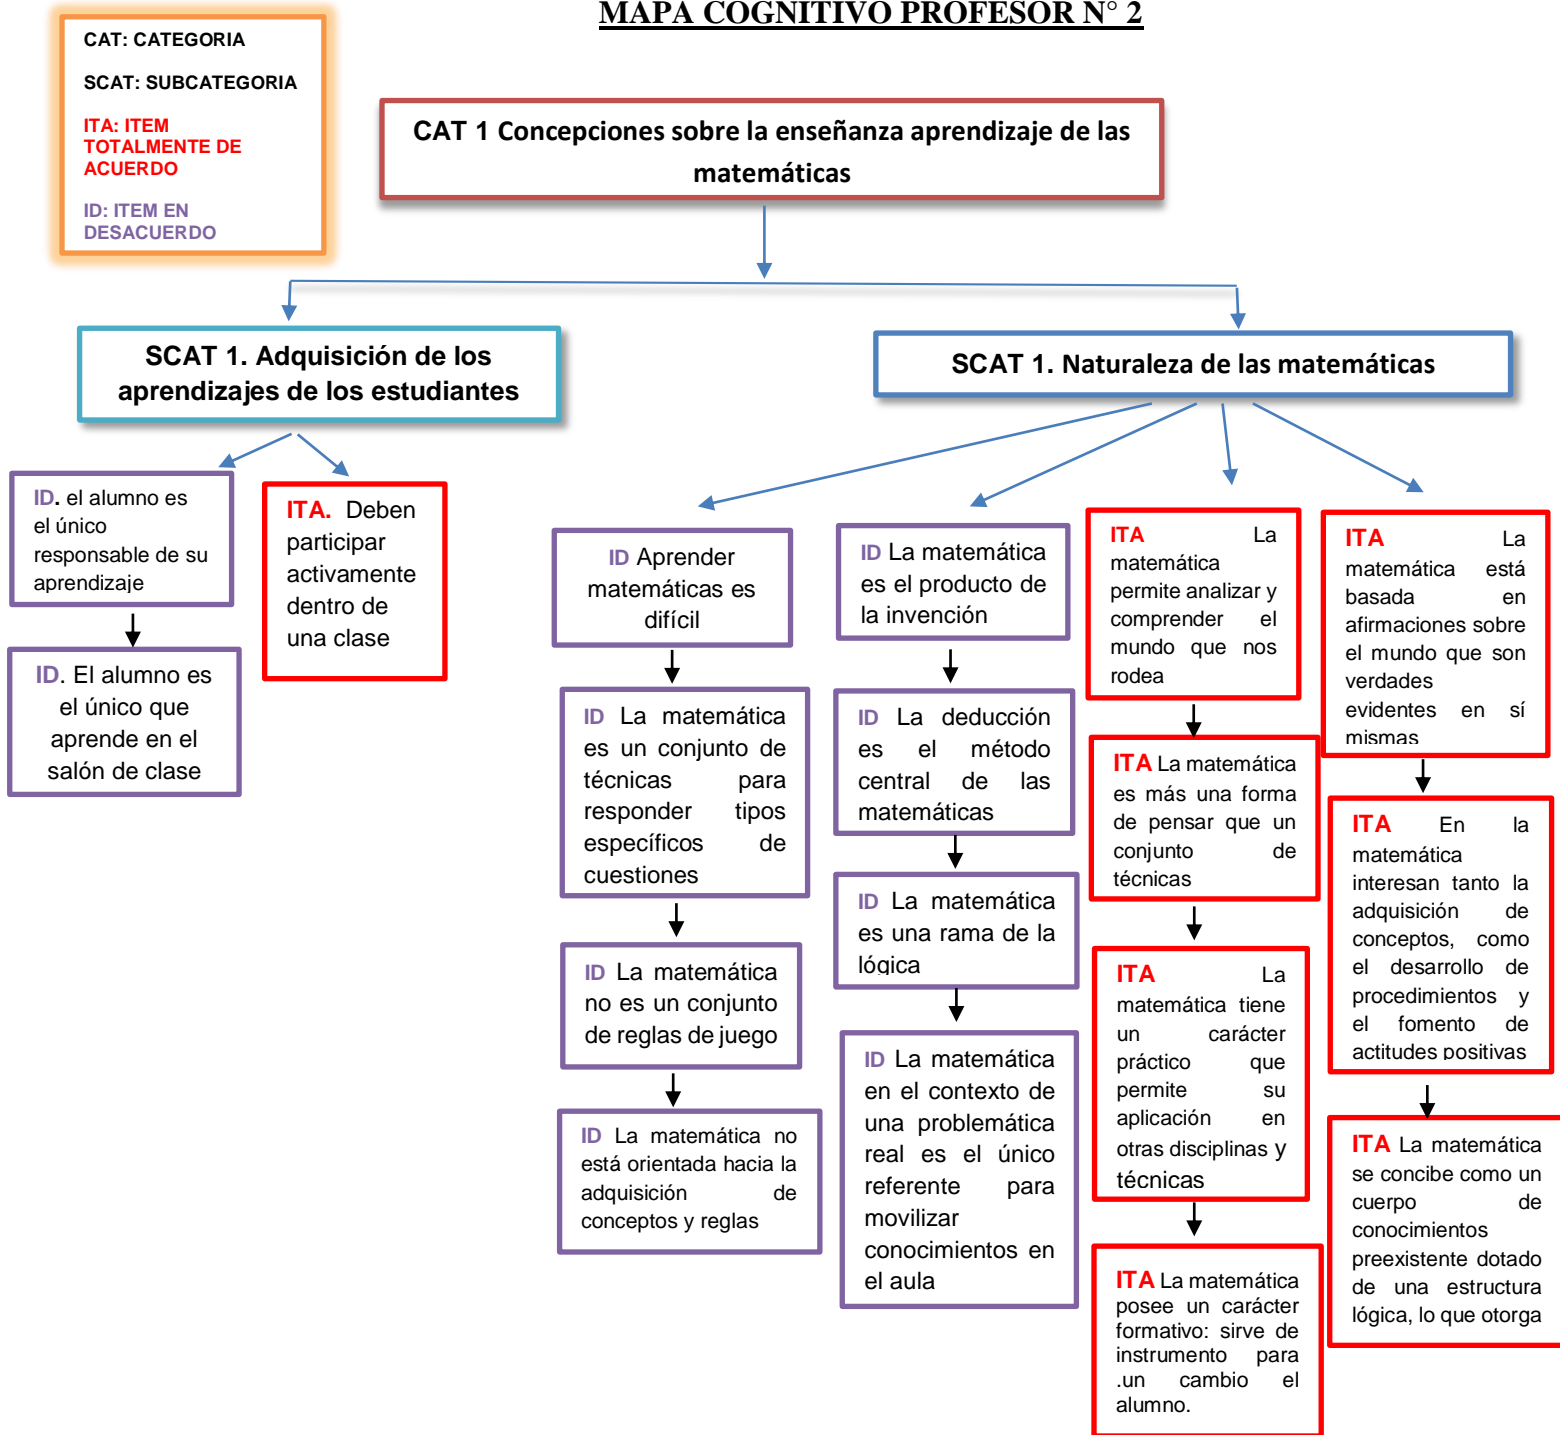 MAPA COGNITIVO PROFESOR N° 2
CAT: CATEGORIA
SCAT: SUBCATEGORIA
ITA: ITEM
TOTALMENTE DE
ACUERDO
ID: ITEM EN
DESACUERDO
CAT 1 Concepciones sobre la enseñanza aprendizaje de las
matemáticas
SCAT 1. Adquisición de los
aprendizajes de los estudiantes
SCAT 1. Naturaleza de las matemáticas
ID. el alumno es
el único
responsable de su
aprendizaje
ID. El alumno es
el único que
aprende en el
salón de clase
ITA. Deben
participar
activamente
dentro de
una clase
ID Aprender
matemáticas es
difícil
ID La matemática
es un conjunto de
técnicas para
responder tipos
específicos de
cuestiones
ID La matemática
no es un conjunto
de reglas de juego
ID La matemática no
está orientada hacia la
adquisición de
conceptos y reglas
ID La matemática
es el producto de
la invención
ID La deducción
es el método
central de las
matemáticas
ID La matemática
es una rama de la
lógica
ID La matemática
en el contexto de
una problemática
real es el único
referente para
movilizar
conocimientos en
el aula
ITA La
matemática
permite analizar y
comprender el
mundo que nos
rodea
ITA La matemática
es más una forma
de pensar que un
conjunto de
técnicas
ITA La
matemática tiene
un carácter
práctico que
permite su
aplicación en
otras disciplinas y
técnicas
ITA La matemática
posee un carácter
formativo: sirve de
instrumento para
.un cambio el
alumno.
ITA La
matemática está
basada en
afirmaciones sobre
el mundo que son
verdades
evidentes en sí
mismas
ITA En la
matemática
interesan tanto la
adquisición de
conceptos, como
el desarrollo de
procedimientos y
el fomento de
actitudes positivas
ITA La matemática
se concibe como un
cuerpo de
conocimientos
preexistente dotado
de una estructura
lógica, lo que otorga